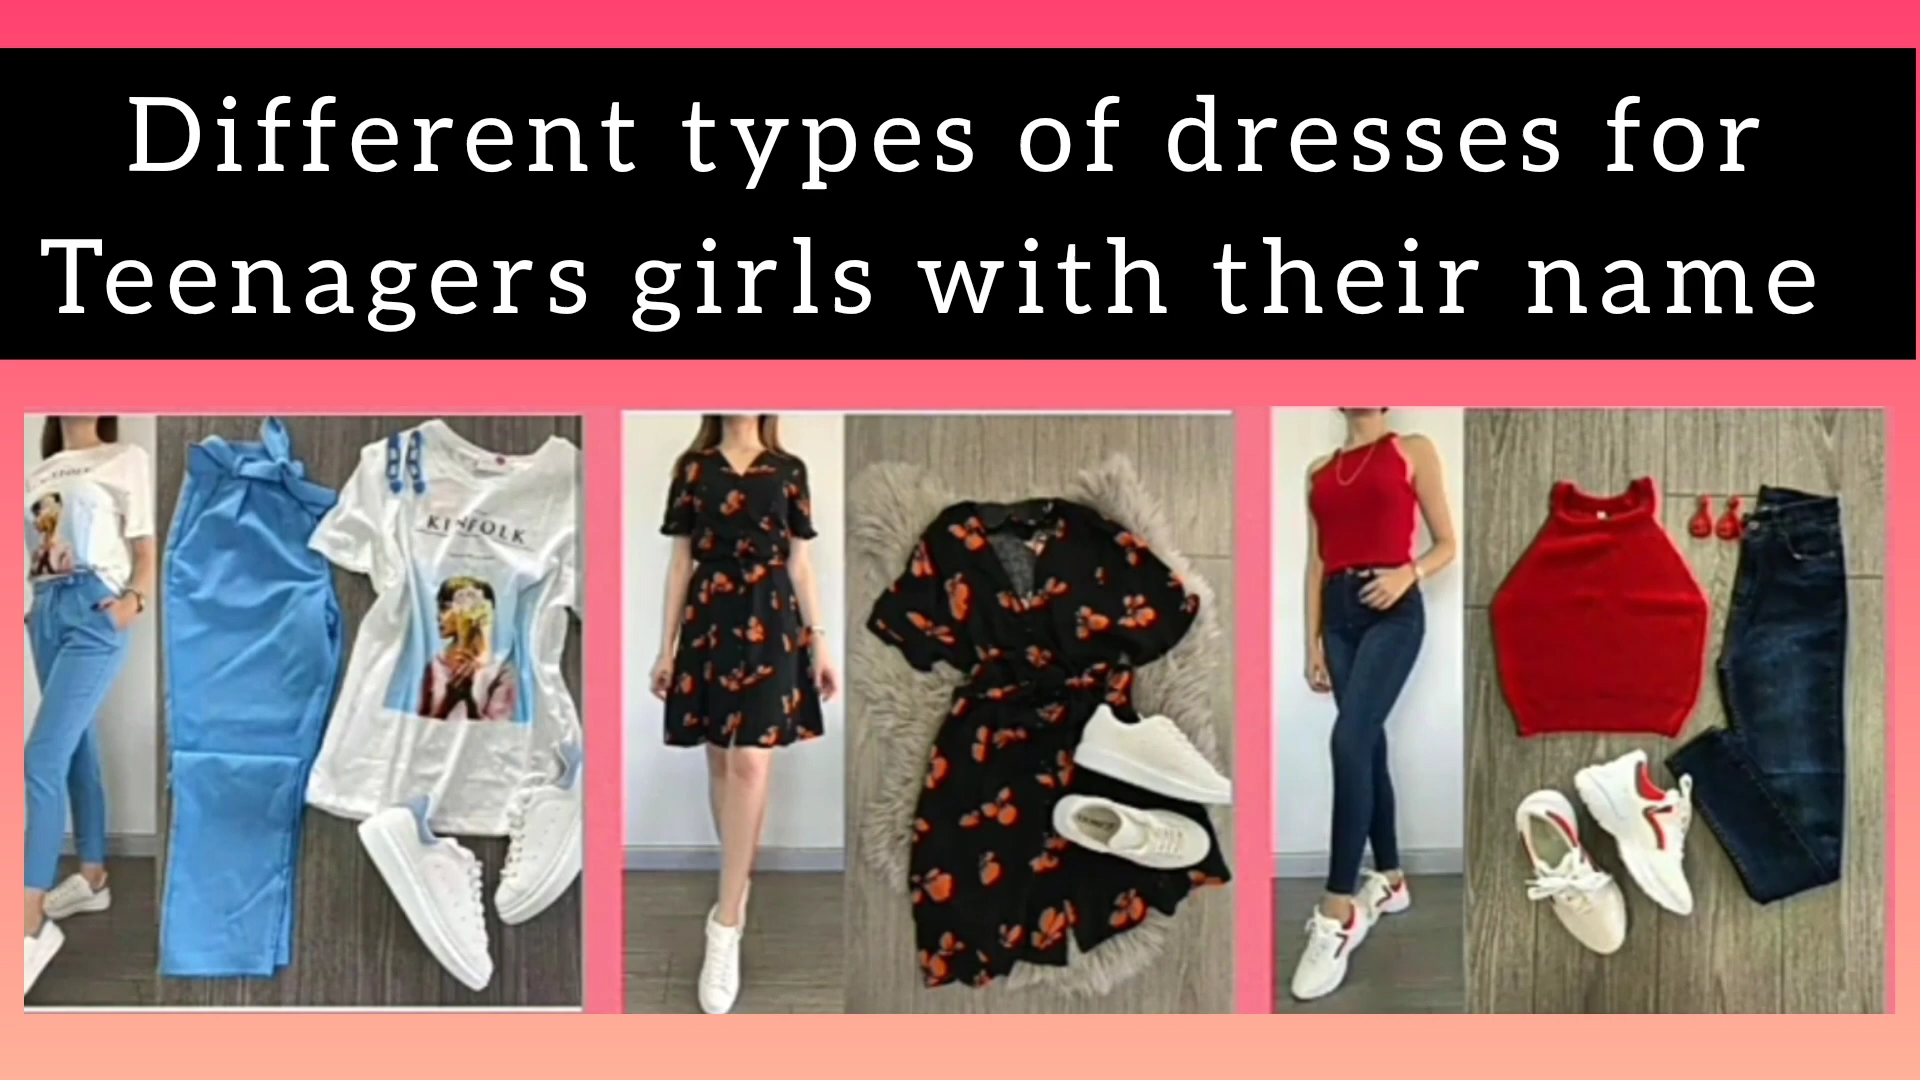 Different types of dresses for
Teenagers girls with their name
KINFOLK